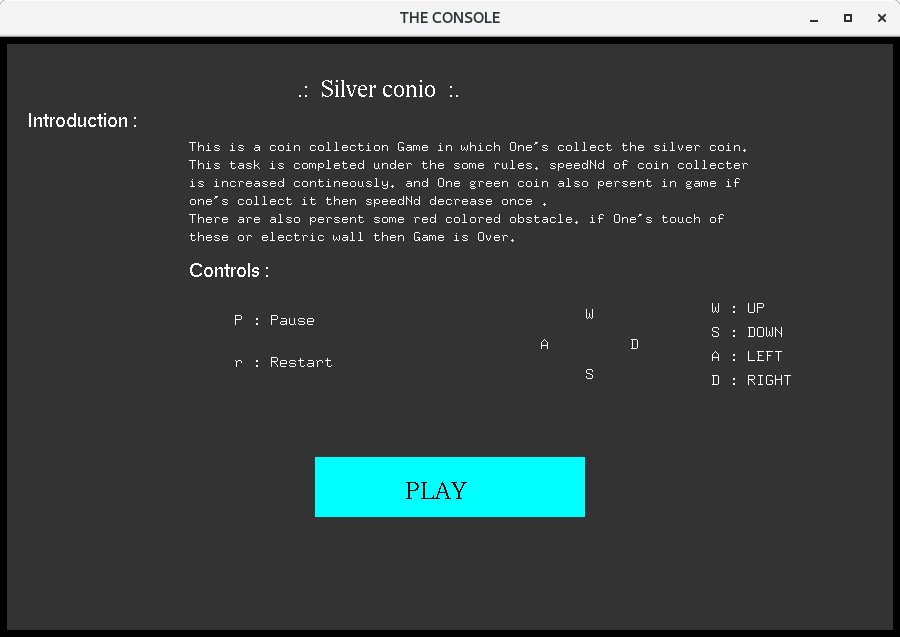 THE CONSOLE
.: Silver conio :.
Introduction :
This is a coin collection Game in which One's collect the silver coin.
This task is completed under the some rules. speedNd of coin collecter
is increased contineously. and One green coin also persent in game if
one's collect it then speedNd decrease once .
There are also persent some red colored obstacle. if One's touch of
these or electric wall then Game is Over.
Controls :
P : Pause
r : Restart
W
A D
S
W : UP
S : DOWN
A : LEFT
D : RIGHT
PLAY